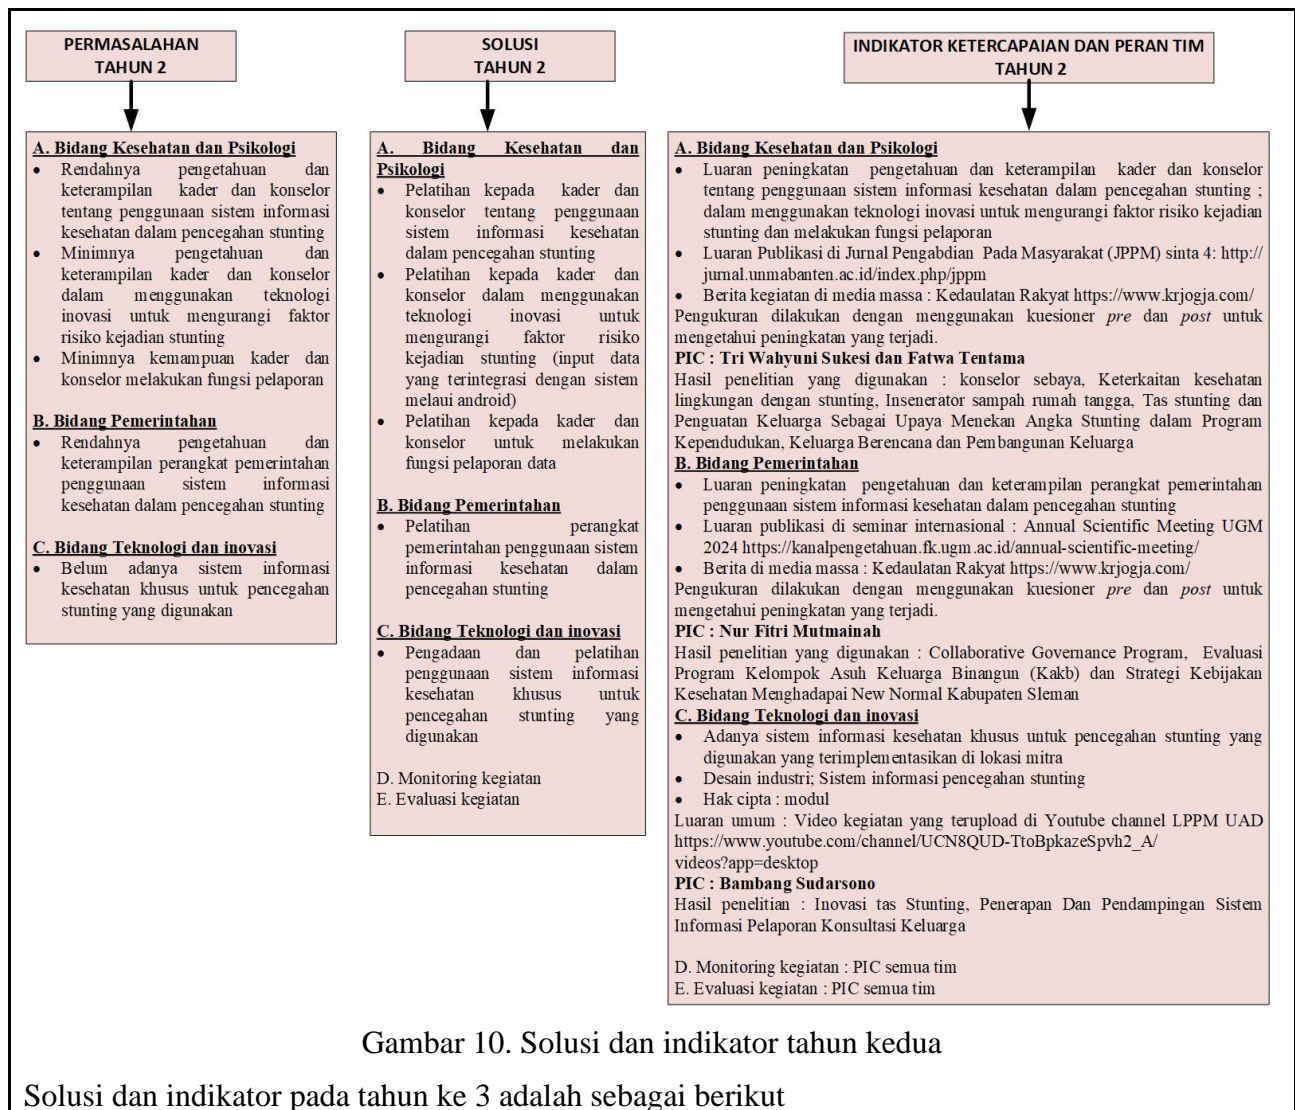 PERMASALAHAN
TAHUN 2
A. Bidang Kesehatan dan Psikologi
• Rendahnya pengetahuan dan
keterampilan kader dan konselor
tentang penggunaan sistem informasi
kesehatan dalam pencegahan stunting
• Minimnya pengetahuan dan
keterampilan kader dan konselor
dalam menggunakan teknologi
inovasi untuk mengurangi faktor
risiko kejadian stunting
• Minimnya kemampuan kader dan
konselor melakukan fungsi pelaporan
B. Bidang Pemerintahan
• Rendahnya pengetahuan dan
keterampilan perangkat pemerintahan
penggunaan sistem informasi
kesehatan dalam pencegahan stunting
C. Bidang Teknologi dan inovasi
• Belum adanya sistem informasi
kesehatan khusus untuk pencegahan
stunting yang digunakan
SOLUSI
TAHUN 2
A. Bidang Kesehatan dan
Psikologi
• Pelatihan kepada kader dan
konselor tentang penggunaan
sistem informasi kesehatan
dalam pencegahan stunting
• Pelatihan kepada kader dan
konselor dalam menggunakan
teknologi inovasi untuk
mengurangi faktor risiko
kejadian stunting (input data
yang terintegrasi dengan sistem
melaui android)
• Pelatihan kepada kader dan
konselor untuk melakukan
fungsi pelaporan data
B. Bidang Pemerintahan
• Pelatihan perangkat
pemerintahan penggunaan sistem
informasi kesehatan dalam
pencegahan stunting
C. Bidang Teknologi dan inovasi
• Pengadaan dan pelatihan
penggunaan sistem informasi
kesehatan khusus untuk
pencegahan stunting yang
digunakan
D. Monitoring kegiatan
E. Evaluasi kegiatan
INDIKATOR KETERCAPAIAN DAN PERAN TIM
TAHUN 2
A. Bidang Kesehatan dan Psikologi
• Luaran peningkatan pengetahuan dan keterampilan kader dan konselor
tentang penggunaan sistem informasi kesehatan dalam pencegahan stunting ;
dalam menggunakan teknologi inovasi untuk mengurangi faktor risiko kejadian
stunting dan melakukan fungsi pelaporan
• Luaran Publikasi di Jurnal Pengabdian Pada Masyarakat (JPPM) sinta 4: http://
jurnal.unmabanten.ac.id/index.php/jppm
• Berita kegiatan di media massa : Kedaulatan Rakyat https://www.krjogja.com/
Pengukuran dilakukan dengan menggunakan kuesioner pre dan post untuk
mengetahui peningkatan yang terjadi.
PIC : Tri Wahyuni Sukesi dan Fatwa Tentama
Hasil penelitian yang digunakan : konselor sebaya, Keterkaitan kesehatan
lingkungan dengan stunting, Insenerator sampah rumah tangga, Tas stunting dan
Penguatan Keluarga Sebagai Upaya Menekan Angka Stunting dalam Program
Kependudukan, Keluarga Berencana dan Pembangunan Keluarga
B. Bidang Pemerintahan
• Luaran peningkatan pengetahuan dan keterampilan perangkat pemerintahan
penggunaan sistem informasi kesehatan dalam pencegahan stunting
• Luaran publikasi di seminar internasional : Annual Scientific Meeting UGM
2024 https://kanalpengetahuan.fk.ugm.ac.id/annual-scientific-meeting/
• Berita di media massa : Kedaulatan Rakyat https://www.krjogja.com/
Pengukuran dilakukan dengan menggunakan kuesioner pre dan post untuk
mengetahui peningkatan yang terjadi.
PIC : Nur Fitri Mutmainah
Hasil penelitian yang digunakan : Collaborative Governance Program, Evaluasi
Program Kelompok Asuh Keluarga Binangun (Kakb) dan Strategi Kebijakan
Kesehatan Menghadapai New Normal Kabupaten Sleman
C. Bidang Teknologi dan inovasi
• Adanya sistem informasi kesehatan khusus untuk pencegahan stunting yang
digunakan yang terimplementasikan di lokasi mitra
• Desain industri; Sistem informasi pencegahan stunting
• Hak cipta : modul
Luaran umum : Video kegiatan yang terupload di Youtube channel LPPM UAD
https://www.youtube.com/channel/UCN8QUD-TtoBpkazeSpvh2_A/
videos?app=desktop
PIC : Bambang Sudarsono
Hasil penelitian : Inovasi tas Stunting, Penerapan Dan Pendampingan Sistem
Informasi Pelaporan Konsultasi Keluarga
D. Monitoring kegiatan : PIC semua tim
E. Evaluasi kegiatan : PIC semua tim
Gambar 10. Solusi dan indikator tahun kedua
Solusi dan indikator pada tahun ke 3 adalah sebagai berikut